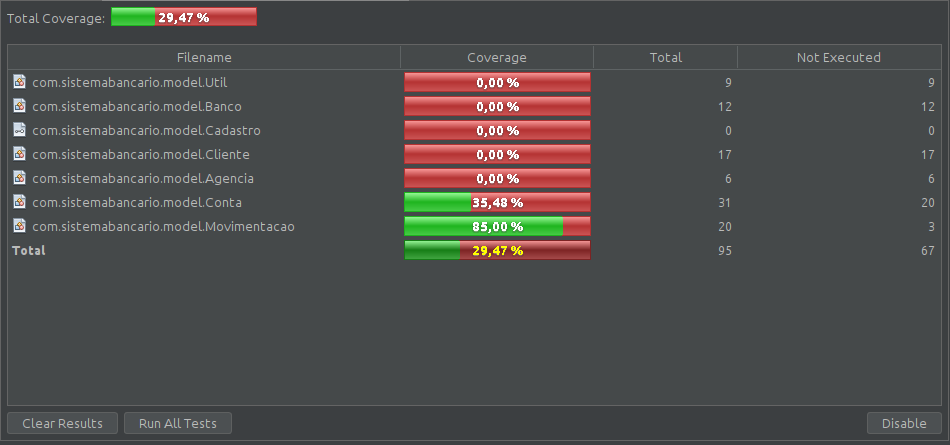 Total Coverage: 29,47 %
Filename Coverage Total Not Executed
com.sistemabancario.model.Util 0,00 % 9 9
com.sistemabancario.model.Banco 0,00 % 12 12
com.sistemabancario.model.Cadastro 0,00 % 0 0
com.sistemabancario.model.Cliente 0,00 % 17 17
com.sistemabancario.model.Agencia 0,00 % 6 6
com.sistemabancario.model.Conta 35,48 % 31 20
com.sistemabancario.model.Movimentacao 85,00 % 20 3
Total 29,47 % 95 67
Clear Results Run All Tests Disable